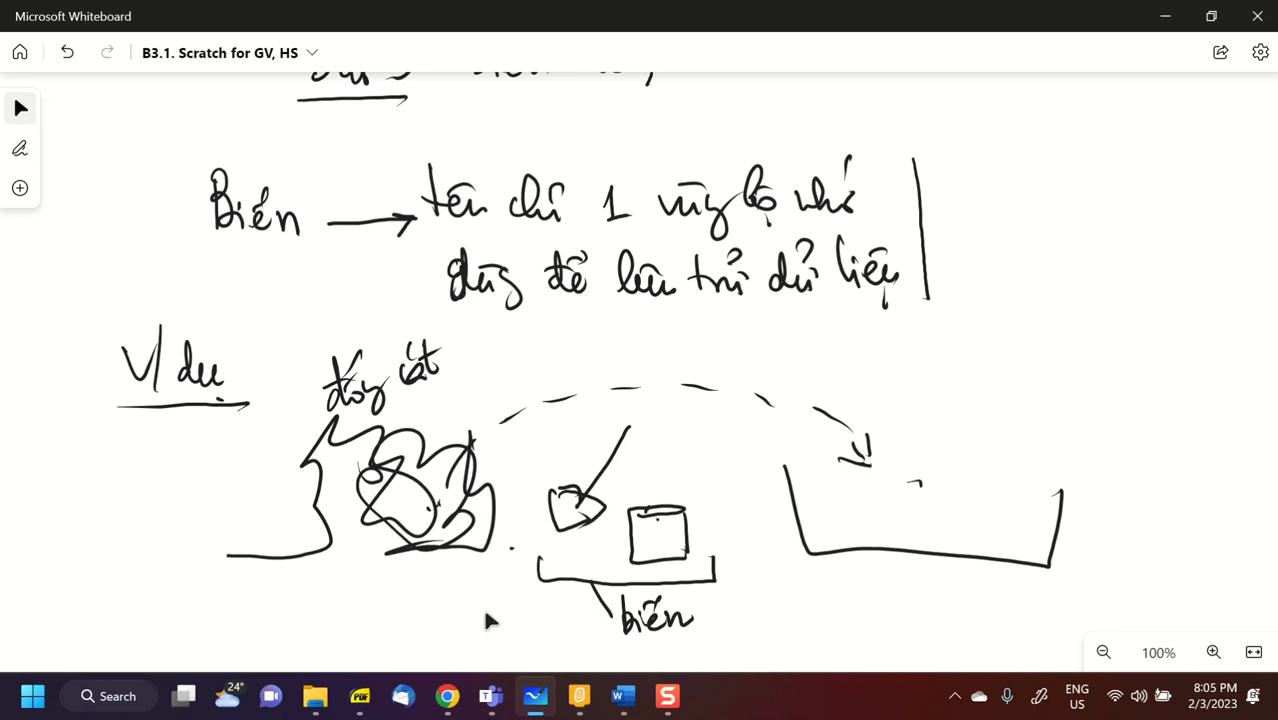 Microsoft Whiteboard
B3.1. Scratch for GV, HS
Biến → tên chỉ 1 vùng bộ nhớ
dùng để lưu trữ dữ liệu
V/dụ
đống cát
biến
100%
24°
Search
PDF
W
S
ENG
US
8:05 PM
2/3/2023